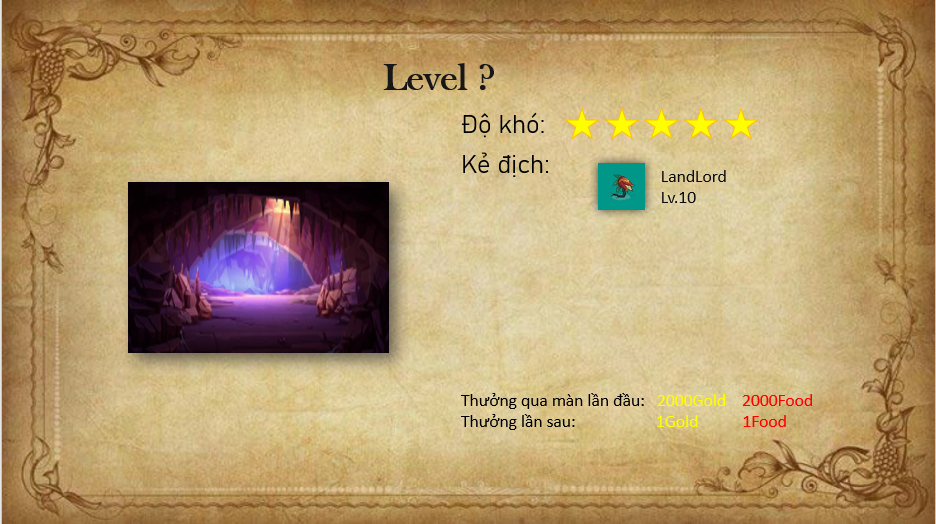 Level ?
Độ khó:
Kẻ địch:
LandLord
Lv.10
Thưởng qua màn lần đầu: 2000Gold 2000Food
Thưởng lần sau: 1Gold 1Food